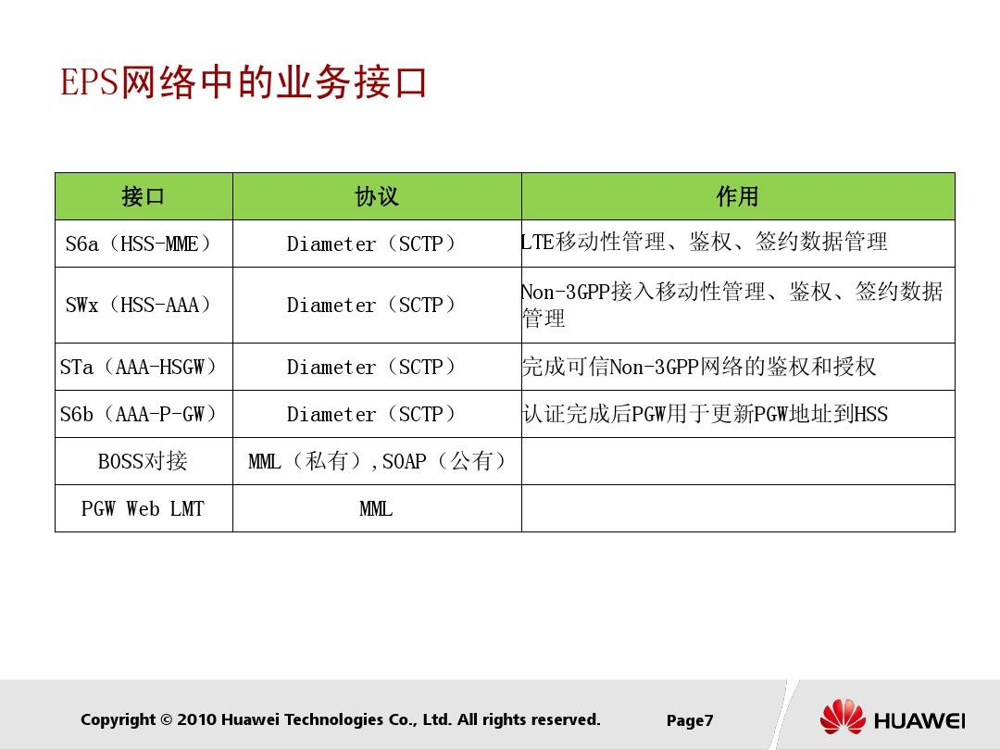 EPS网络中的业务接口
接口 协议 作用
S6a（HSS-MME） Diameter（SCTP） LTE移动性管理、鉴权、签约数据管理
SWx（HSS-AAA） Diameter（SCTP） Non-3GPP接入移动性管理、鉴权、签约数据
管理
STa（AAA-HSGW） Diameter（SCTP） 完成可信Non-3GPP网络的鉴权和授权
S6b（AAA-P-GW） Diameter（SCTP） 认证完成后PGW用于更新PGW地址到HSS
BOSS对接 MML（私有）,SOAP（公有）
PGW Web LMT MML
Copyright © 2010 Huawei Technologies Co., Ltd. All rights reserved. Page7 HUAWEI